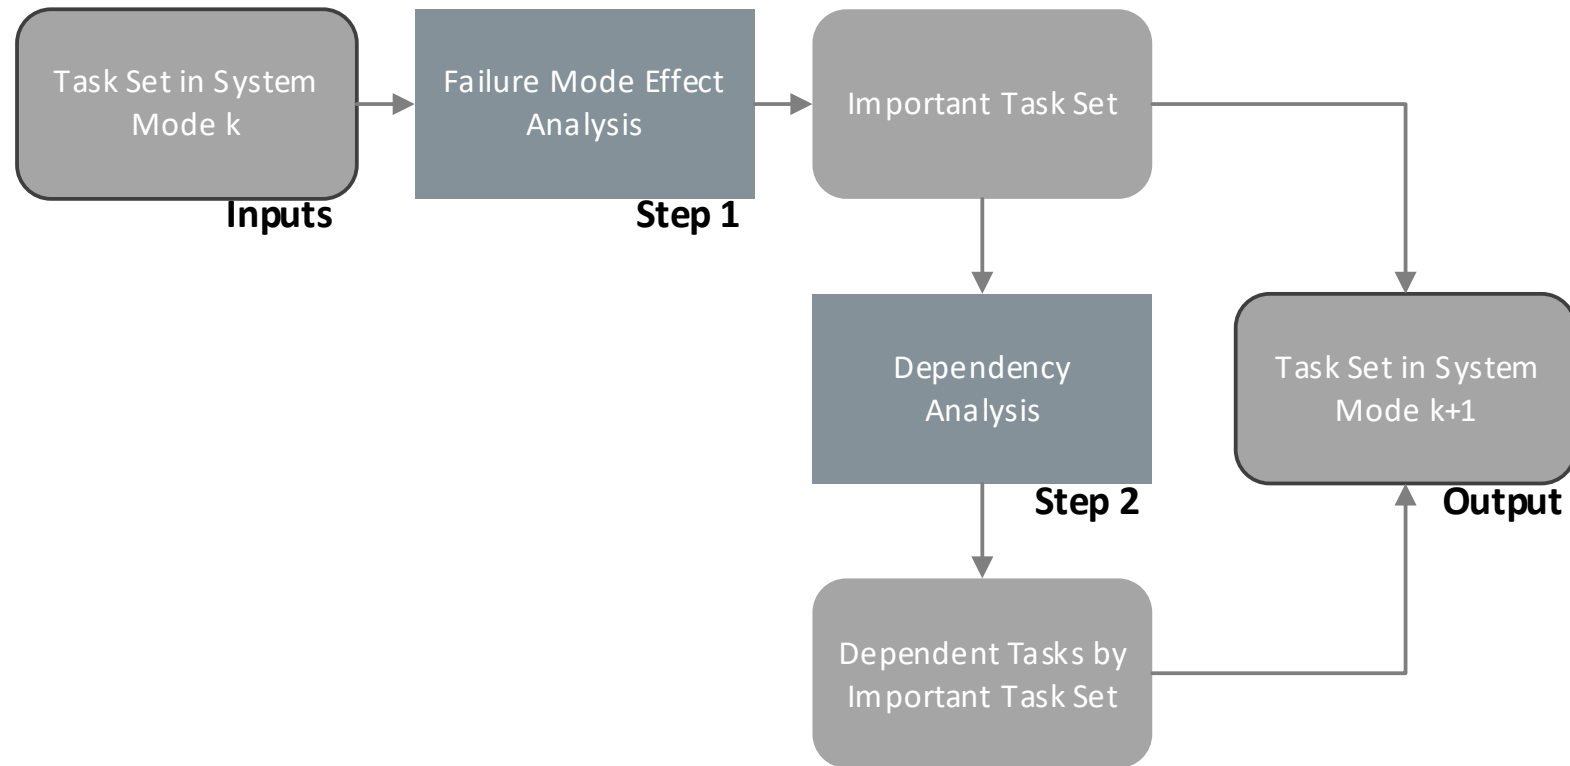 Task Set in System
Mode k
Inputs
Failure Mode Effect
Analysis
Step 1
Important Task Set
Dependency
Analysis
Step 2
Task Set in System
Mode k+1
Output
Dependent Tasks by
Important Task Set